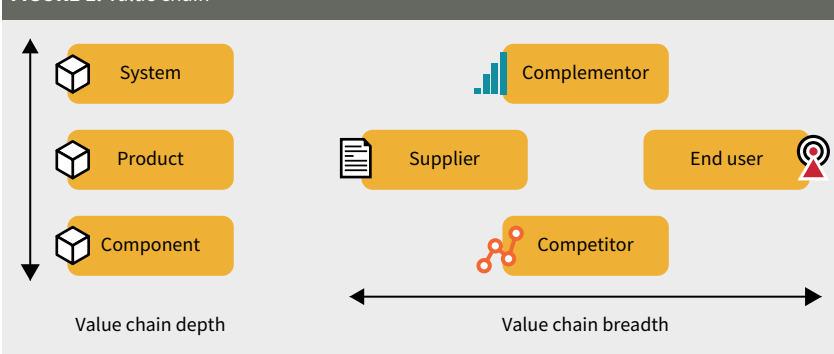 System
Product
Component
Value chain depth
Complementor
Supplier
End user
Competitor
Value chain breadth